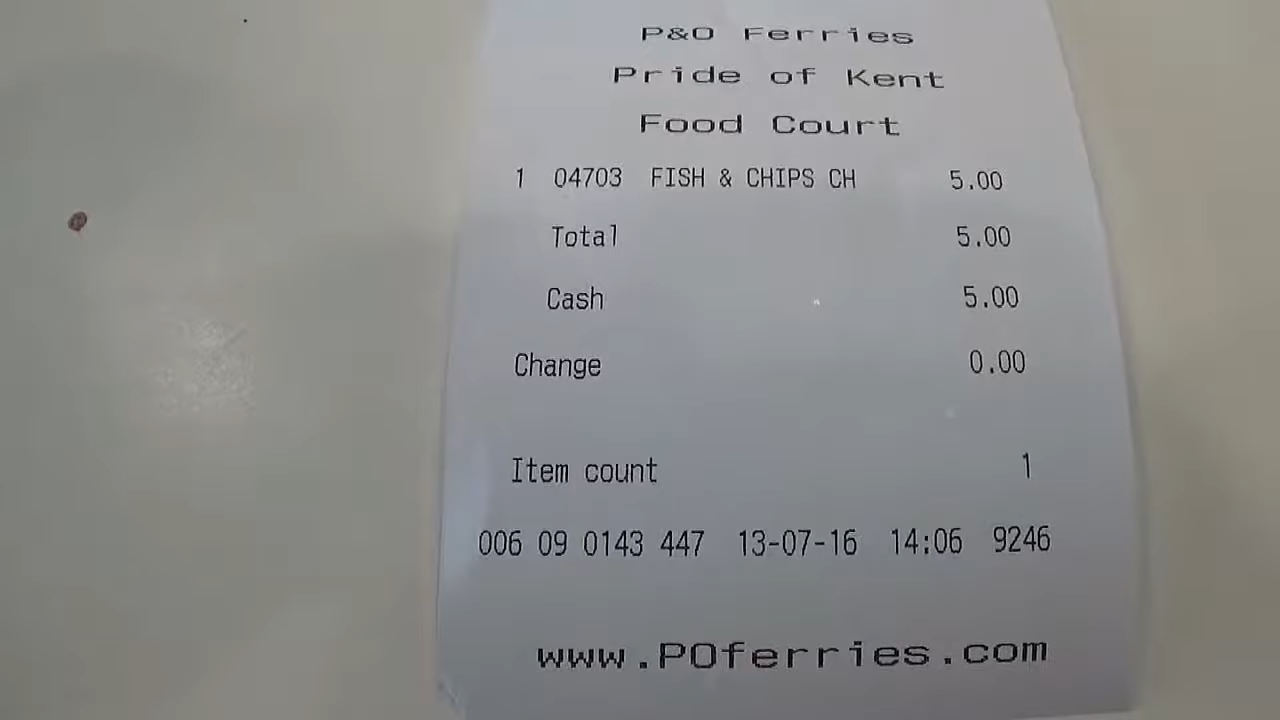 P&O Ferries
Pride of Kent
Food Court
1 04703 FISH & CHIPS CH 5.00
Total 5.00
Cash 5.00
Change 0.00
Item count 1
006 09 0143 447 13-07-16 14:06 9246
www.POferries.com